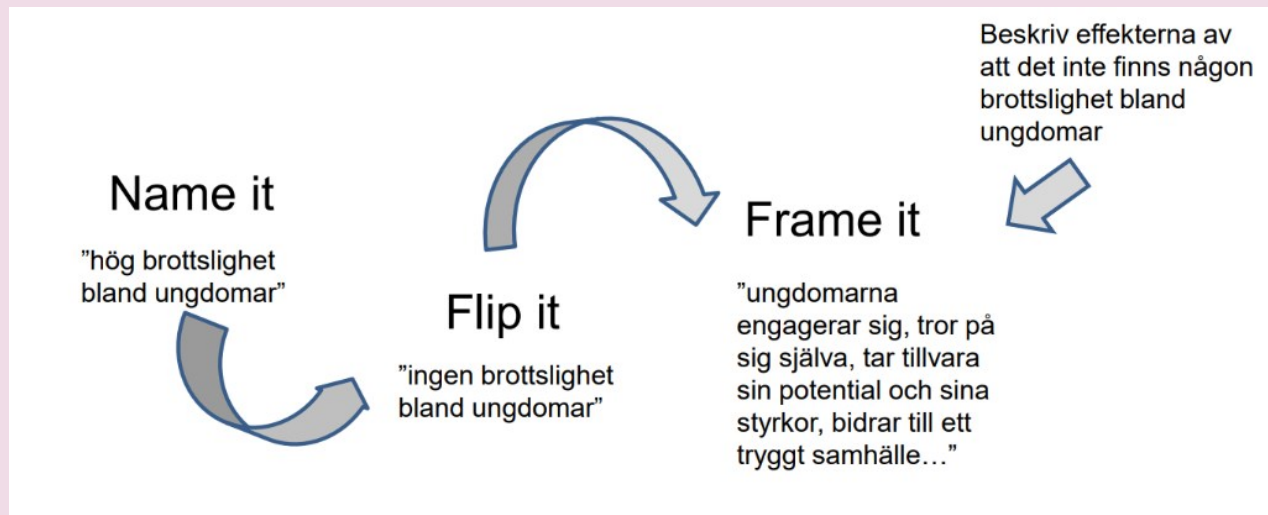 Name it
”hög brottslighet
bland ungdomar”
Flip it
”ingen brottslighet
bland ungdomar”
Frame it
”ungdomarna
engagerar sig, tror på
sig själva, tar tillvara
sin potential och sina
styrkor, bidrar till ett
tryggt samhälle…”
Beskriv effekterna av
att det inte finns någon
brottslighet bland
ungdomar